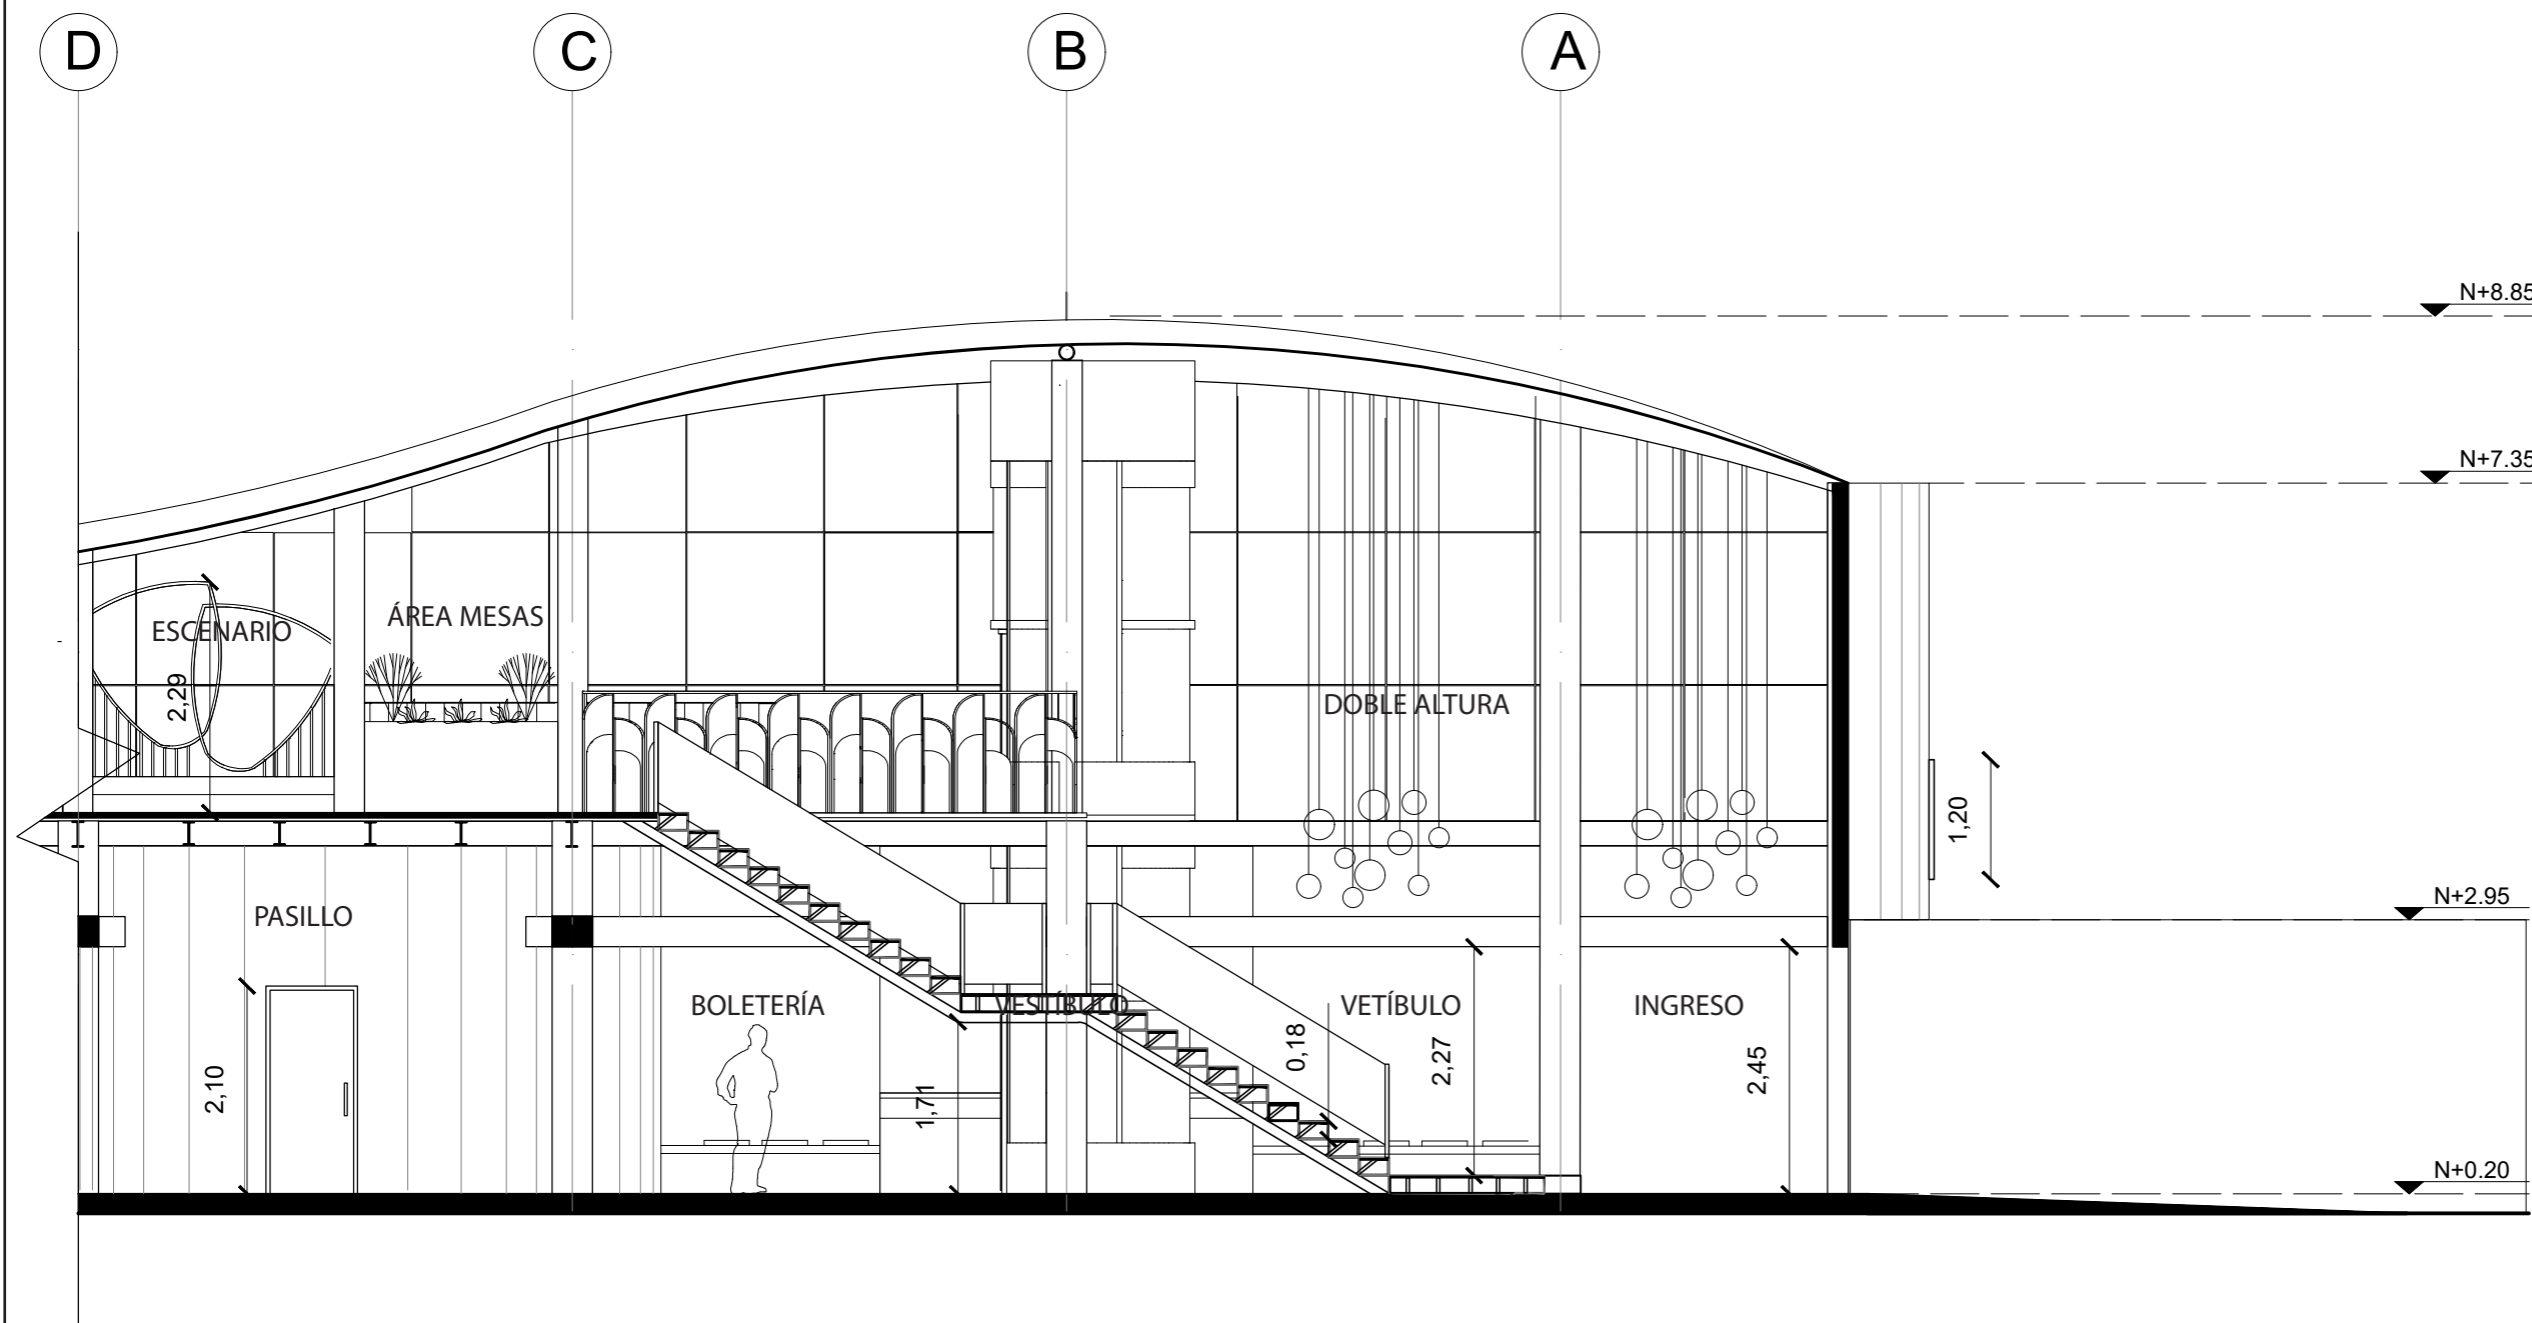 D
C
B
A
N+8.85
N+7.35
ESCENARIO
ÁREA MESAS
2,29
DOBLE ALTURA
1,20
N+2.95
PASILLO
BOLETERÍA
VESTÍBULO
VETÍBULO
INGRESO
0,18
2,27
2,45
2,10
1,71
N+0.20